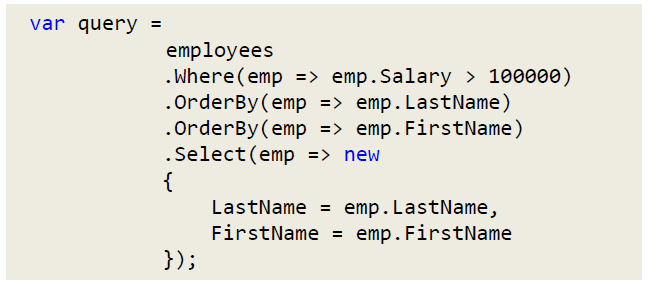 var query =
employees
.Where(emp => emp.Salary > 100000)
.OrderBy(emp => emp.LastName)
.OrderBy(emp => emp.FirstName)
.Select(emp => new
{
LastName = emp.LastName,
FirstName = emp.FirstName
});